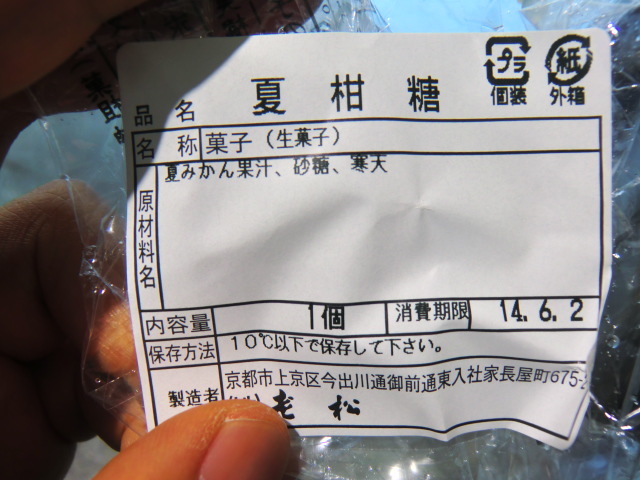 プラ 紙
個装 外箱
品名 夏柑糖
名称 菓子(生菓子)
原材料名 夏みかん果汁、砂糖、寒天
内容量 1個 消費期限 14.6.2
保存方法 10℃以下で保存して下さい。
製造者 京都市上京区今出川通御前通東入社家長屋町675-
老松